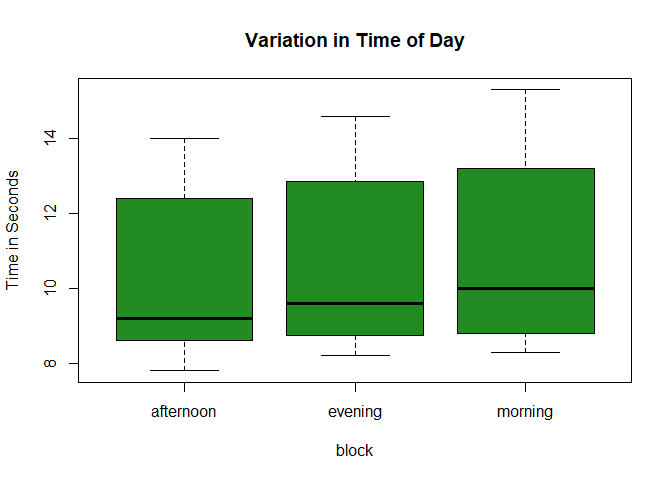 Variation in Time of Day
Time in Seconds
14
12
10
8
afternoon evening morning
block